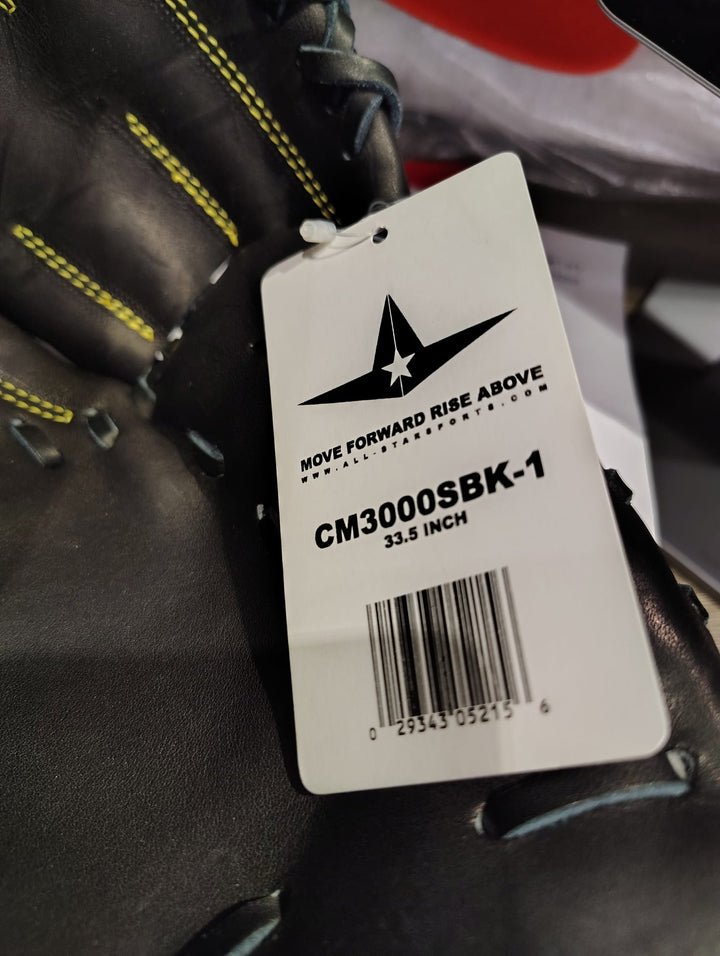 MOVE FORWARD RISE ABOVE
WWW.ALL-STARSPORTS.COM
CM3000SBK-1
33.5 INCH
0 29343 05215 6